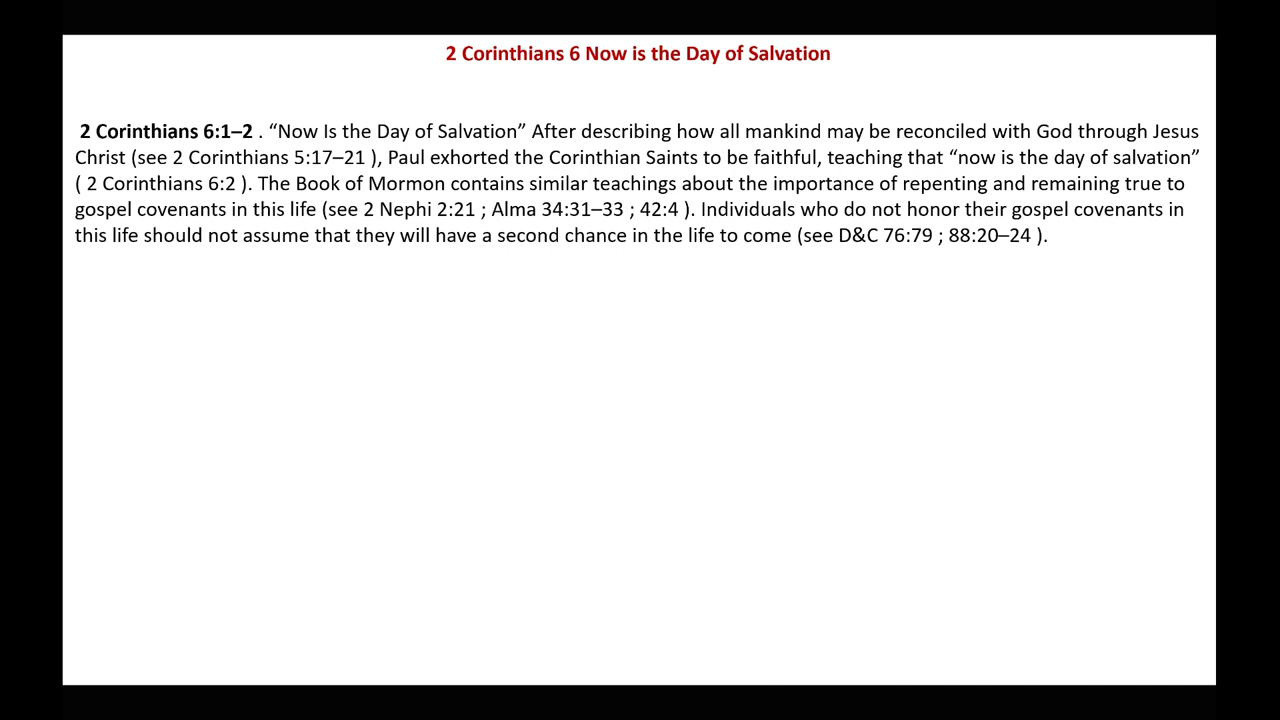 2 Corinthians 6 Now is the Day of Salvation
2 Corinthians 6:1–2 . “Now Is the Day of Salvation” After describing how all mankind may be reconciled with God through Jesus
Christ (see 2 Corinthians 5:17–21 ), Paul exhorted the Corinthian Saints to be faithful, teaching that “now is the day of salvation”
( 2 Corinthians 6:2 ). The Book of Mormon contains similar teachings about the importance of repenting and remaining true to
gospel covenants in this life (see 2 Nephi 2:21 ; Alma 34:31–33 ; 42:4 ). Individuals who do not honor their gospel covenants in
this life should not assume that they will have a second chance in the life to come (see D&C 76:79 ; 88:20–24 ).